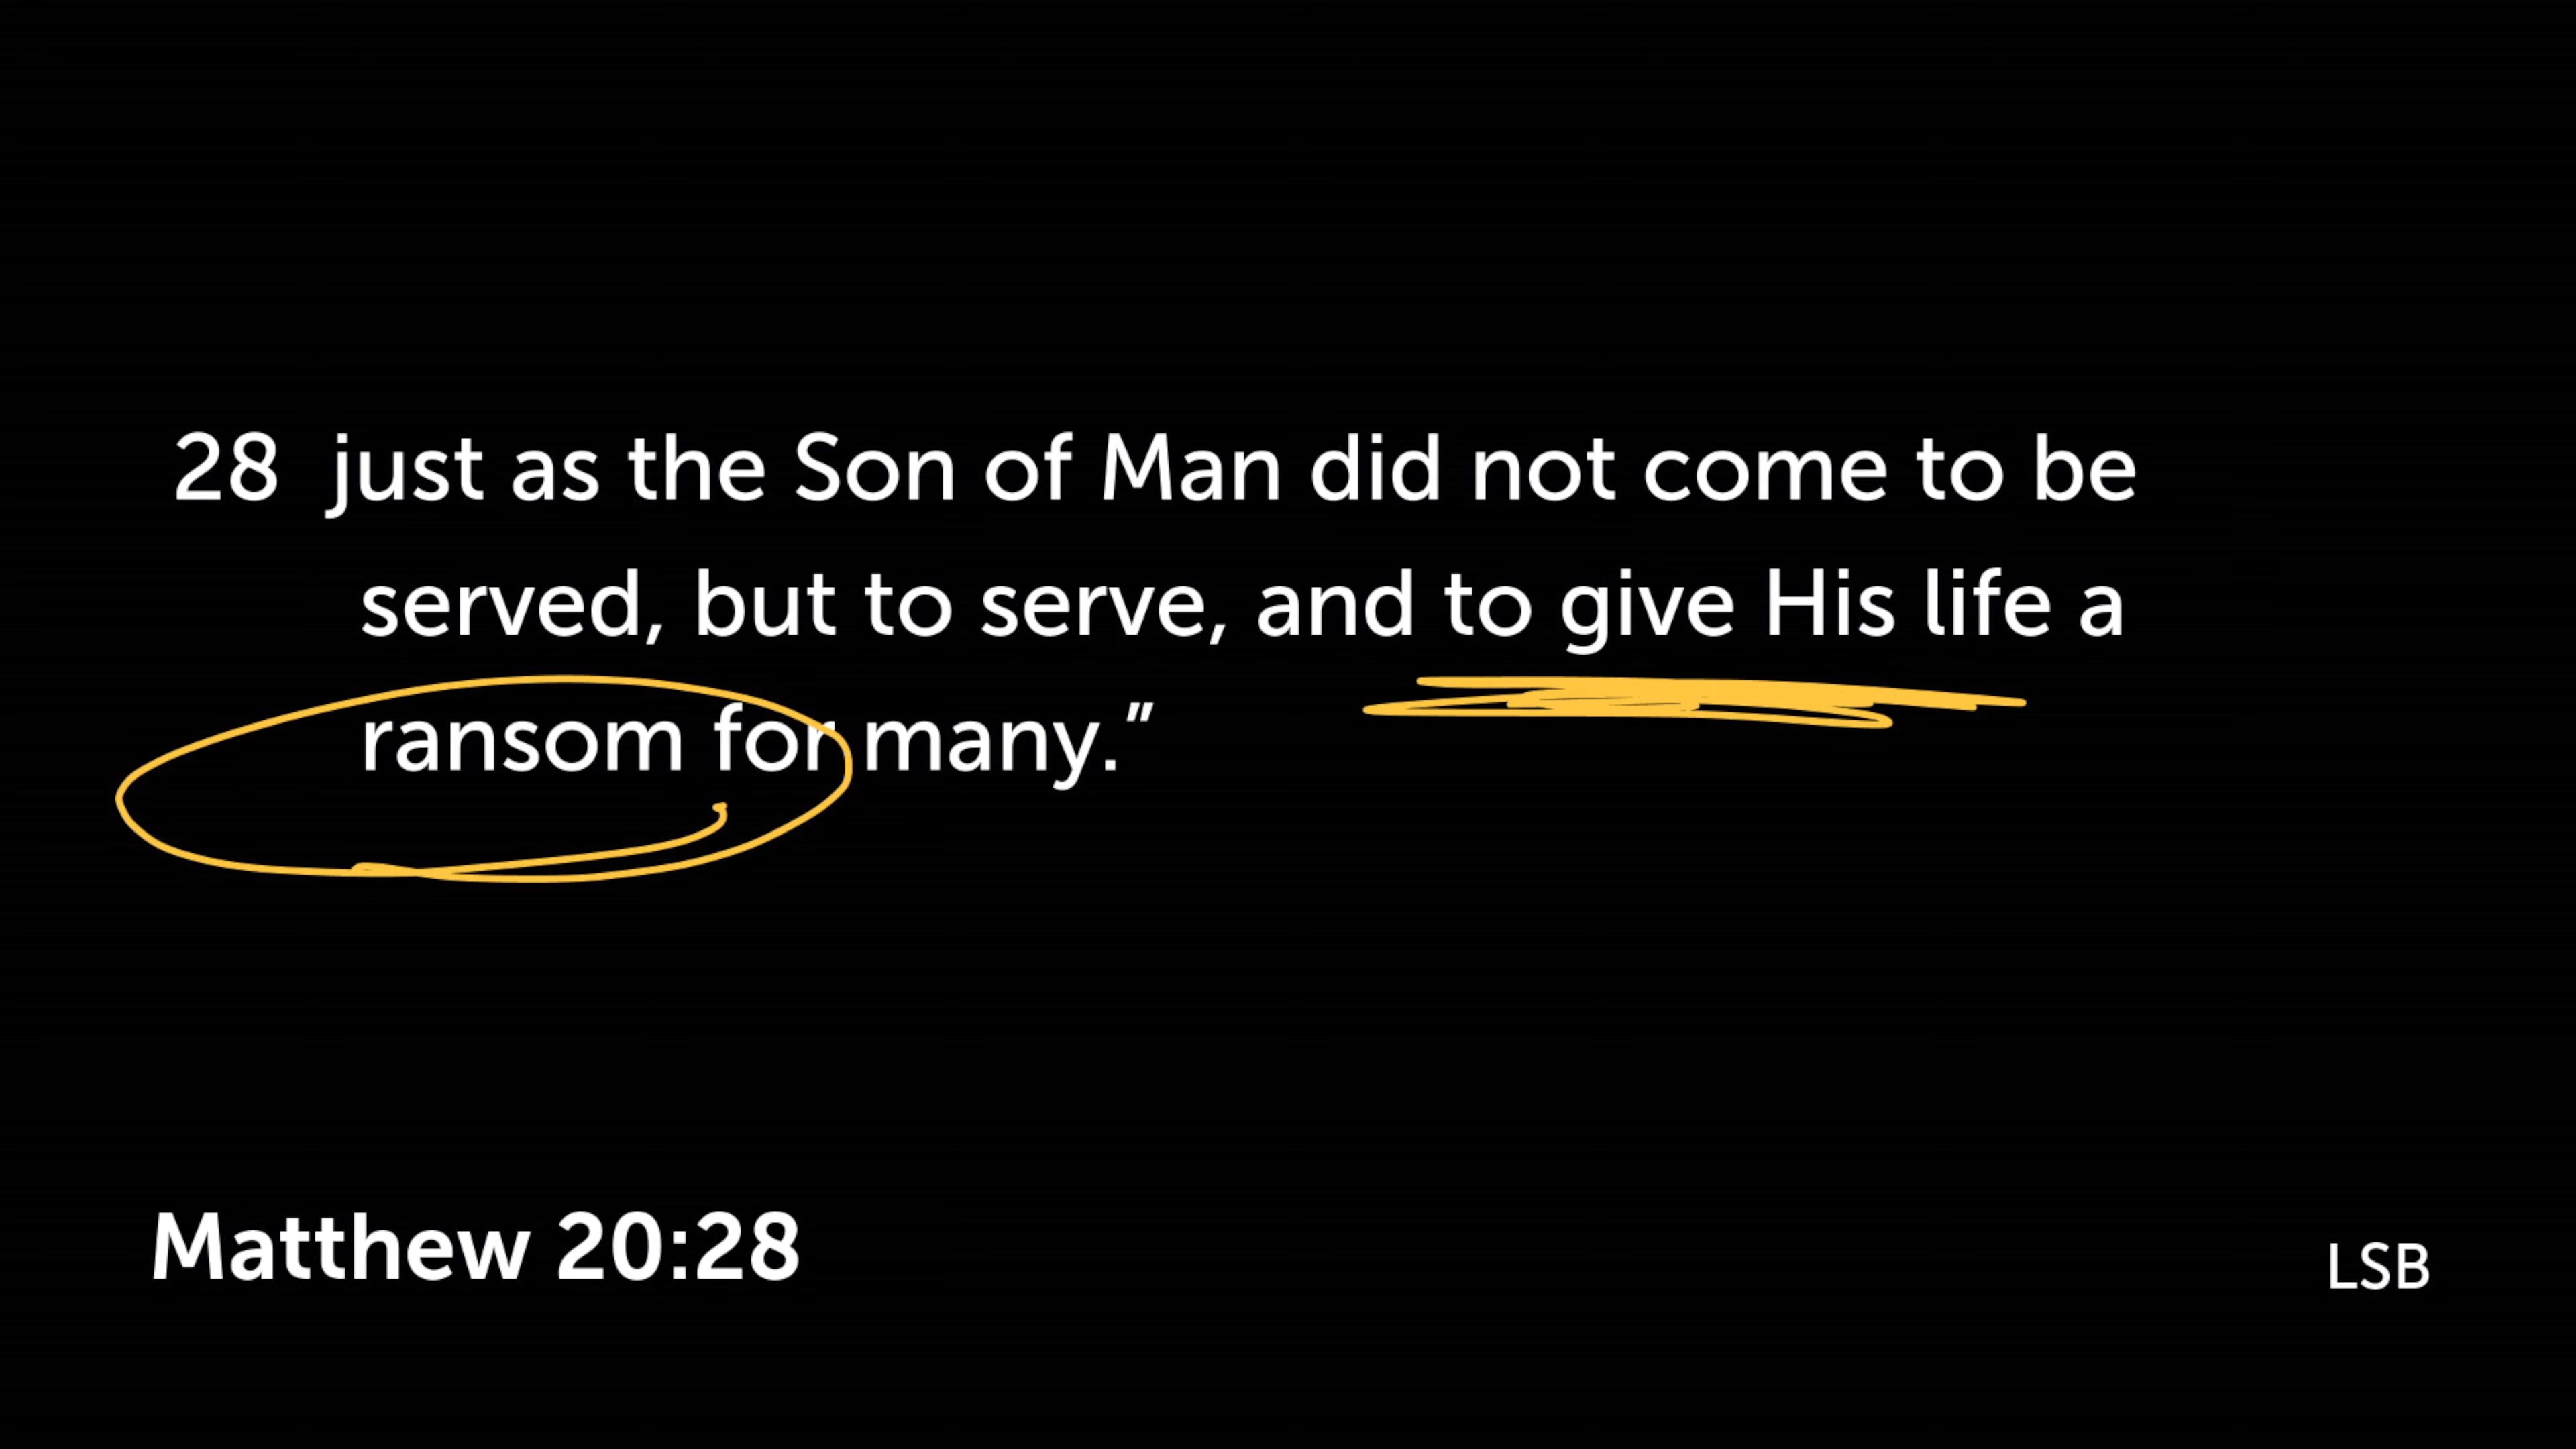 28 just as the Son of Man did not come to be
served, but to serve, and to give His life a
ransom for many.”
Matthew 20:28
LSB